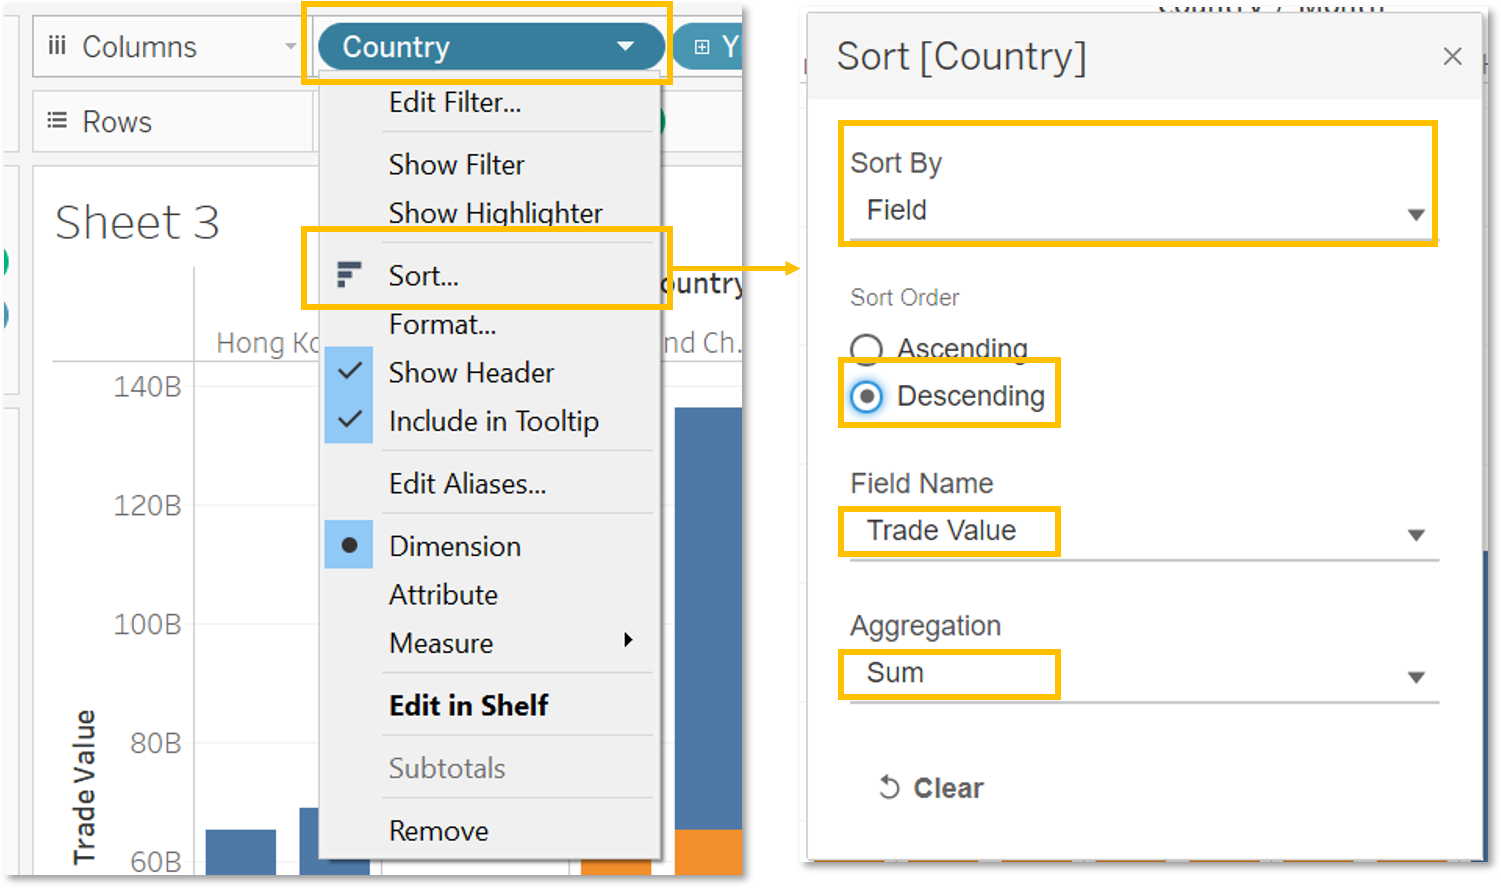 Columns
Country
Y
Rows
Edit Filter...
Show Filter
Show Highlighter
Sort...
Format...
Show Header
Include in Tooltip
Edit Aliases...
Dimension
Attribute
Measure
Edit in Shelf
Subtotals
Remove
Sheet 3
ountry
Hong Ko
nd Ch..
140B
120B
100B
80B
60B
Trade Value
Sort [Country]
Sort By
Field
Sort Order
Ascending
Descending
Field Name
Trade Value
Aggregation
Sum
Clear